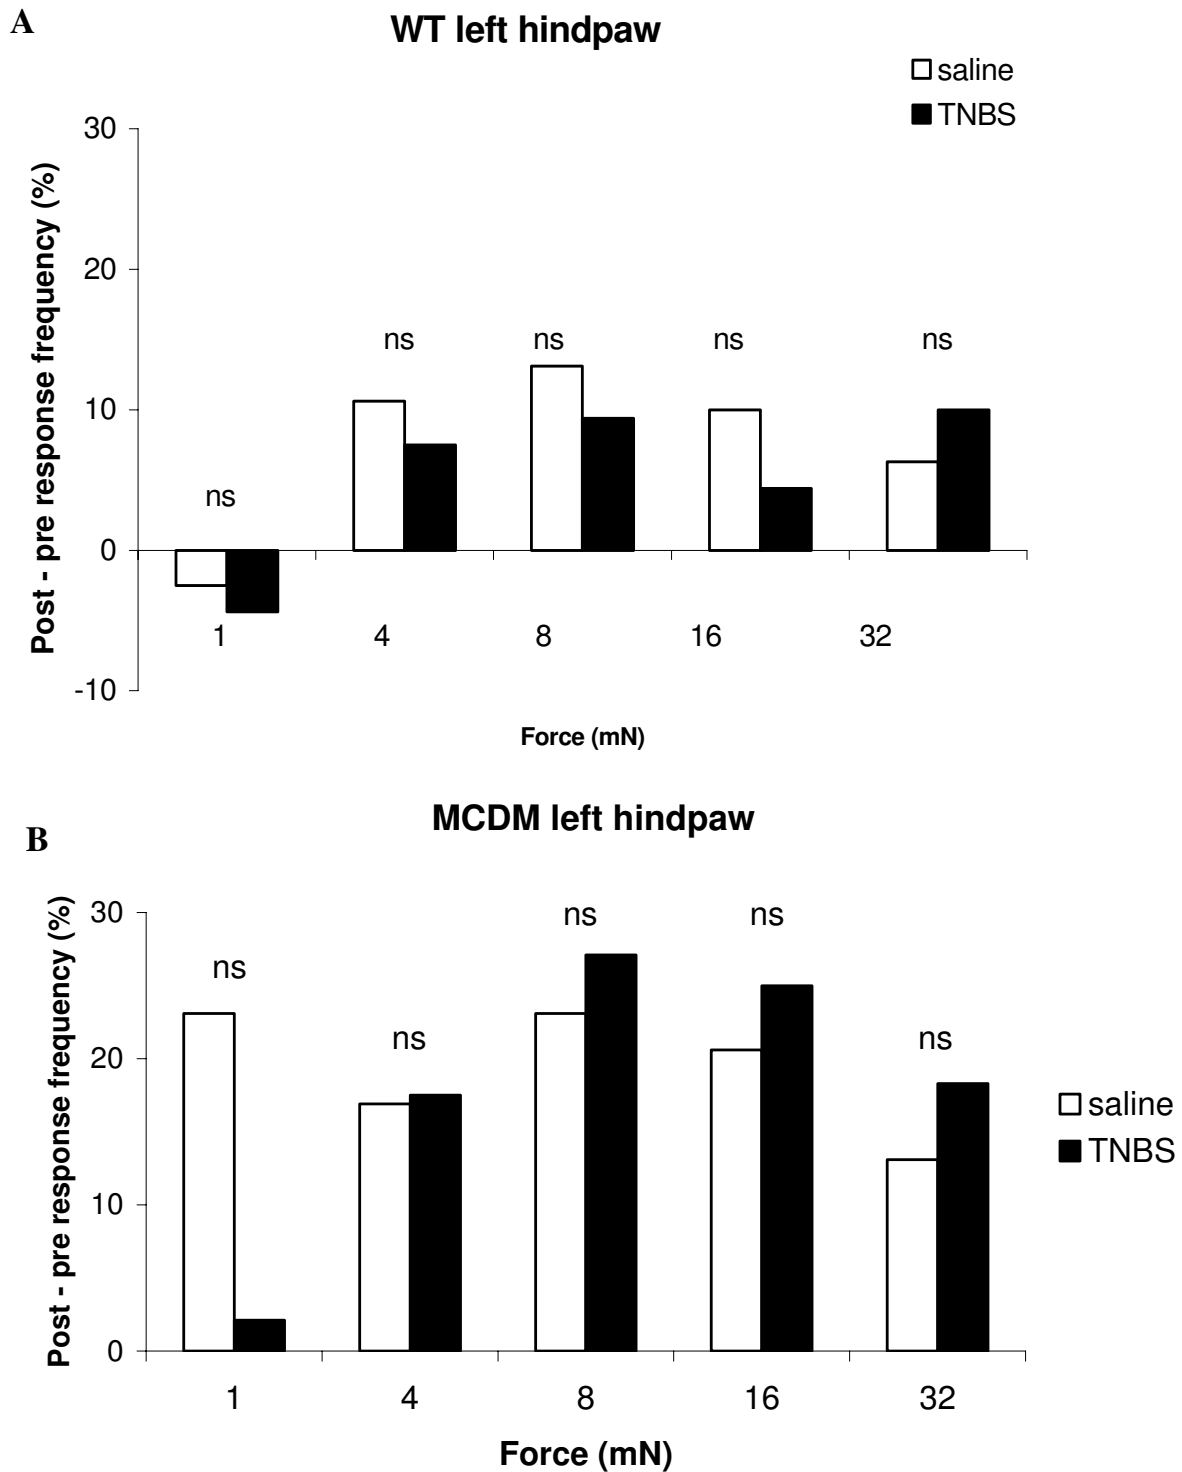 A
WT left hindpaw
saline
TNBS
Post - pre response frequency (%)
30
20
10
0
-10
ns
ns
ns
ns
ns
1 4 8 16 32
Force (mN)
MCDM left hindpaw
B
Post - pre response frequency (%)
30
20
10
0
ns
ns
ns
ns
ns
saline
TNBS
1 4 8 16 32
Force (mN)